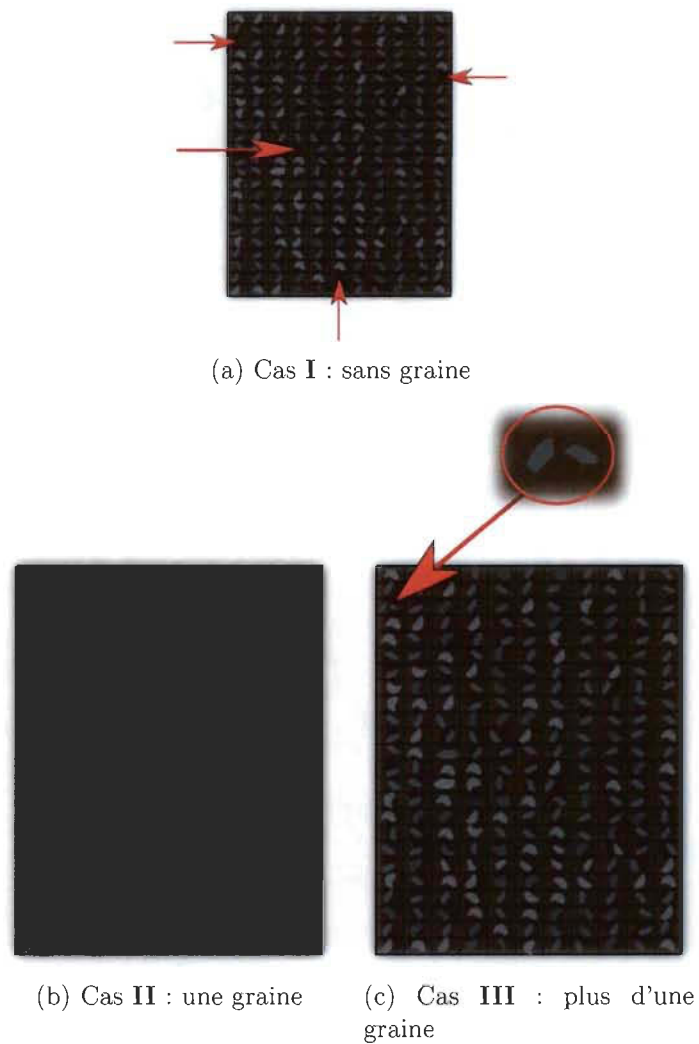 (a) Cas I : sans graine
(b) Cas II : une graine
(c) Cas III : plus d'une
graine